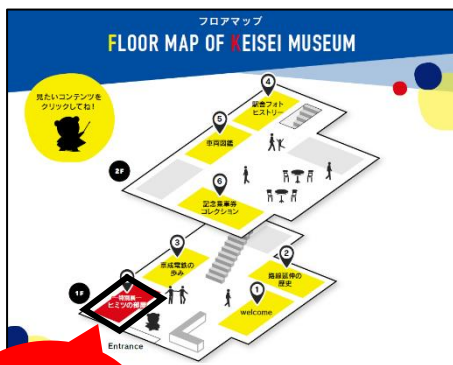 フロアマップ
FLOOR MAP OF KEISEI MUSEUM
見たいコンテンツを
クリックしてね！
4
駅舎フォト
ヒストリー
5
車両図鑑
2F
6
記念乗車券
コレクション
3
京成電鉄の
歩み
2
路線延伸の
歴史
1F
ヒミツの部屋
1
welcome
Entrance